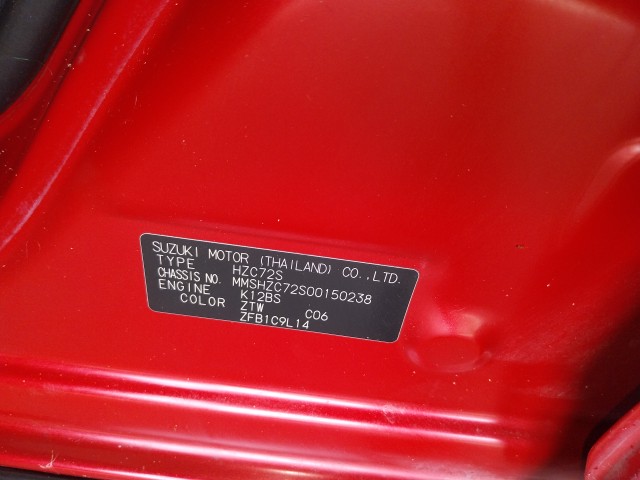 SUZUKI MOTOR (THAILAND) CO.,LTD.
TYPE HZC72S
CHASSIS NO. MMSHZC72S00150238
ENGINE K12BS
COLOR ZTW C06
ZFB1C9L14